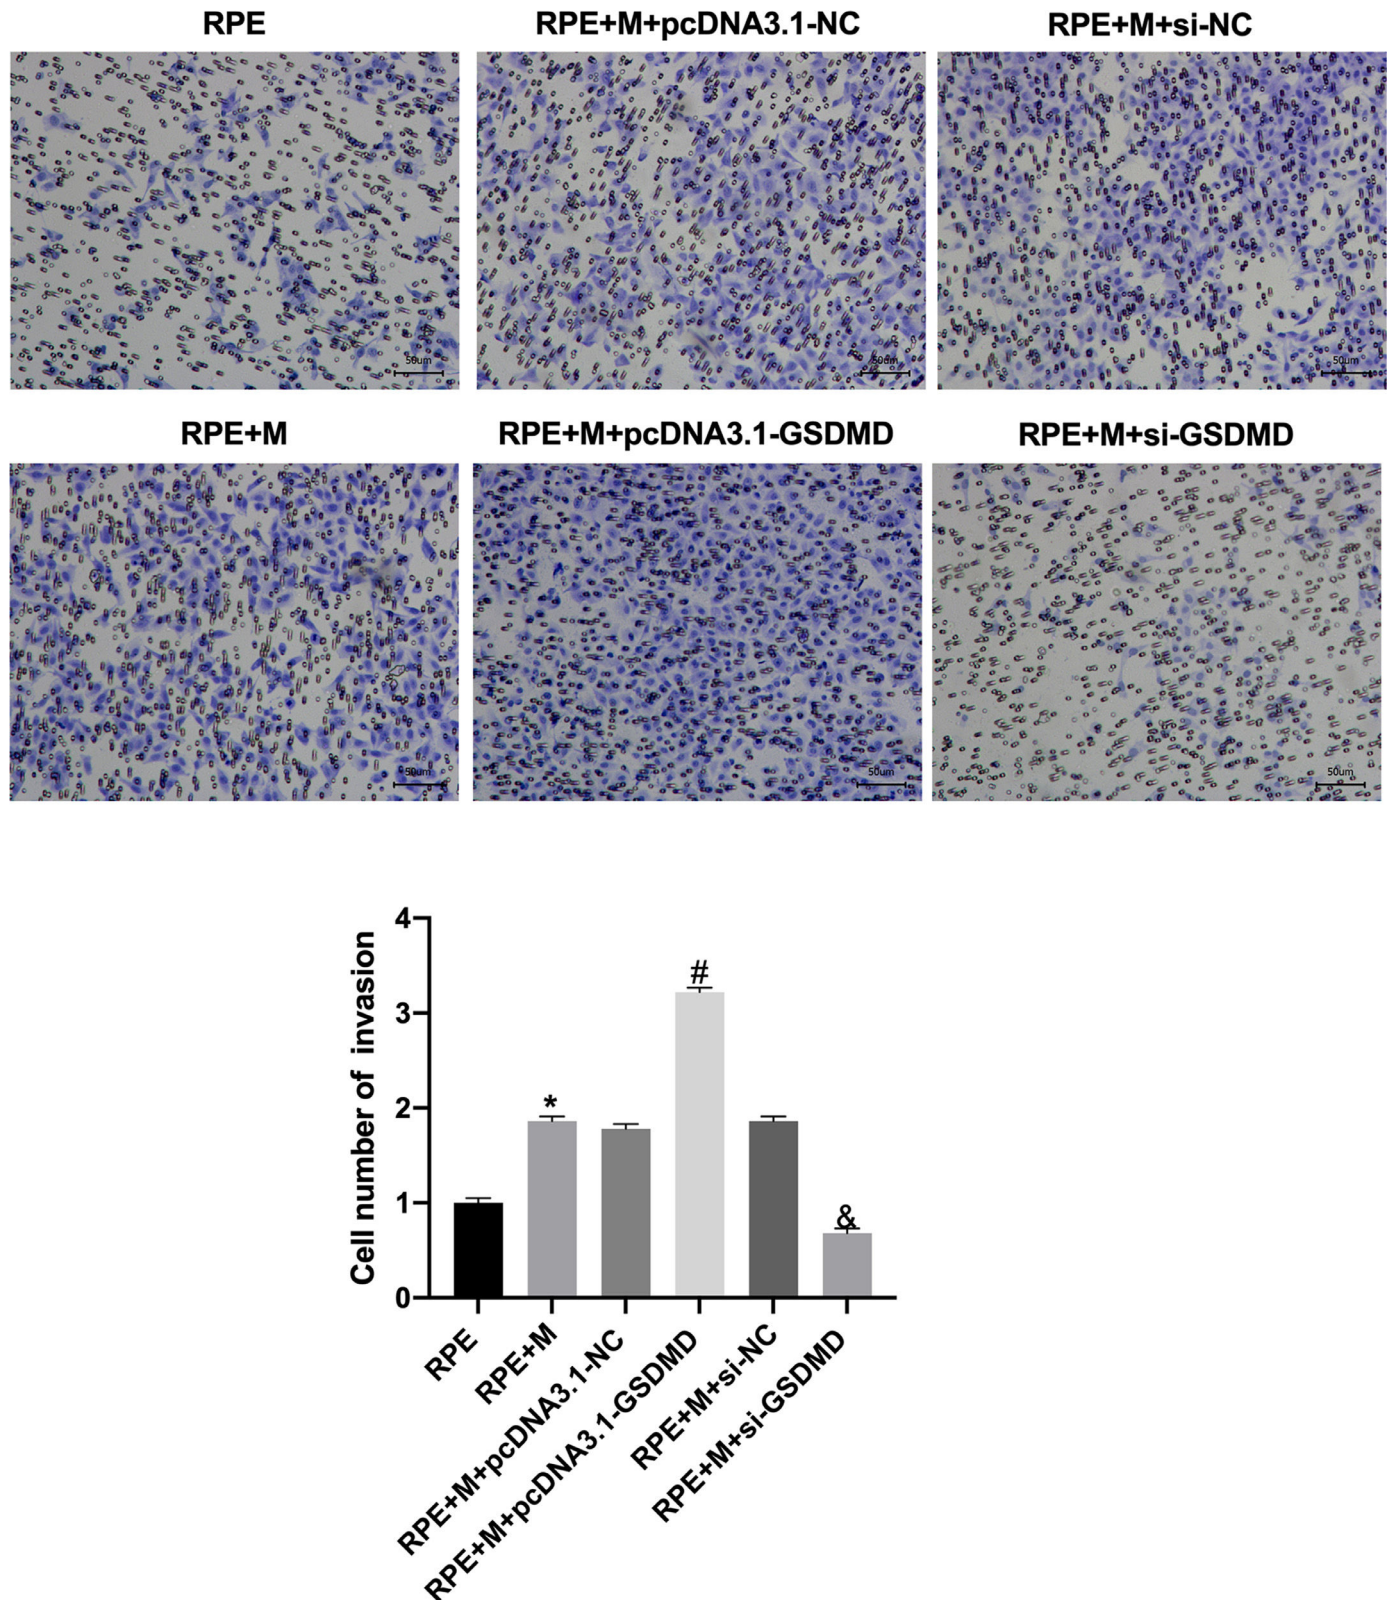 RPE
RPE+M+pcDNA3.1-NC
RPE+M+si-NC
50um
50um
50um
RPE+M
RPE+M+pcDNA3.1-GSDMD
RPE+M+si-GSDMD
50um
50um
50um
Cell number of invasion
4
3
2
1
0
*
#
&
RPE
RPE+M
RPE+M+pcDNA3.1-NC
RPE+M+pcDNA3.1-GSDMD
RPE+M+si-NC
RPE+M+si-GSDMD